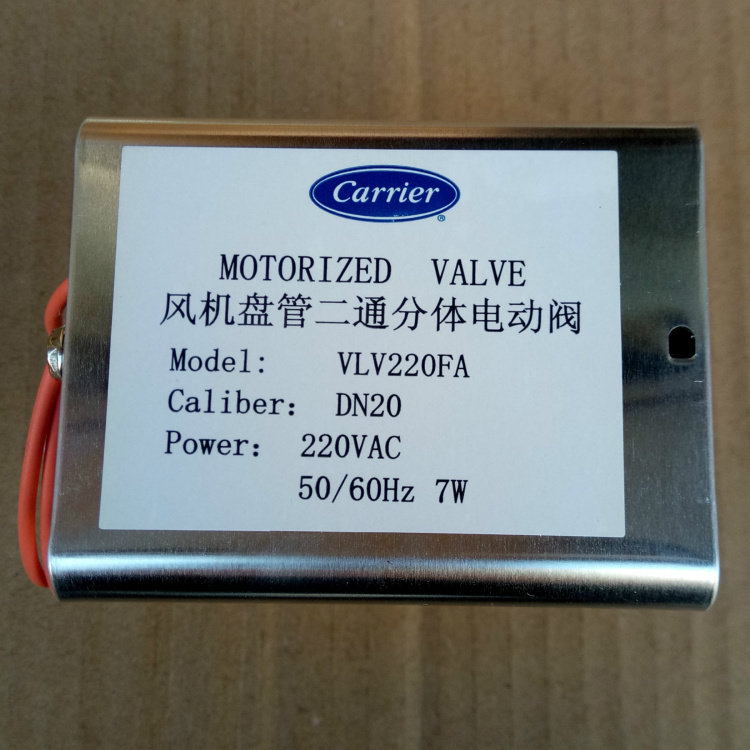 Carrier
®
MOTORIZED VALVE
风机盘管二通分体电动阀
Model: VLV220FA
Caliber: DN20
Power: 220VAC
50/60Hz 7W